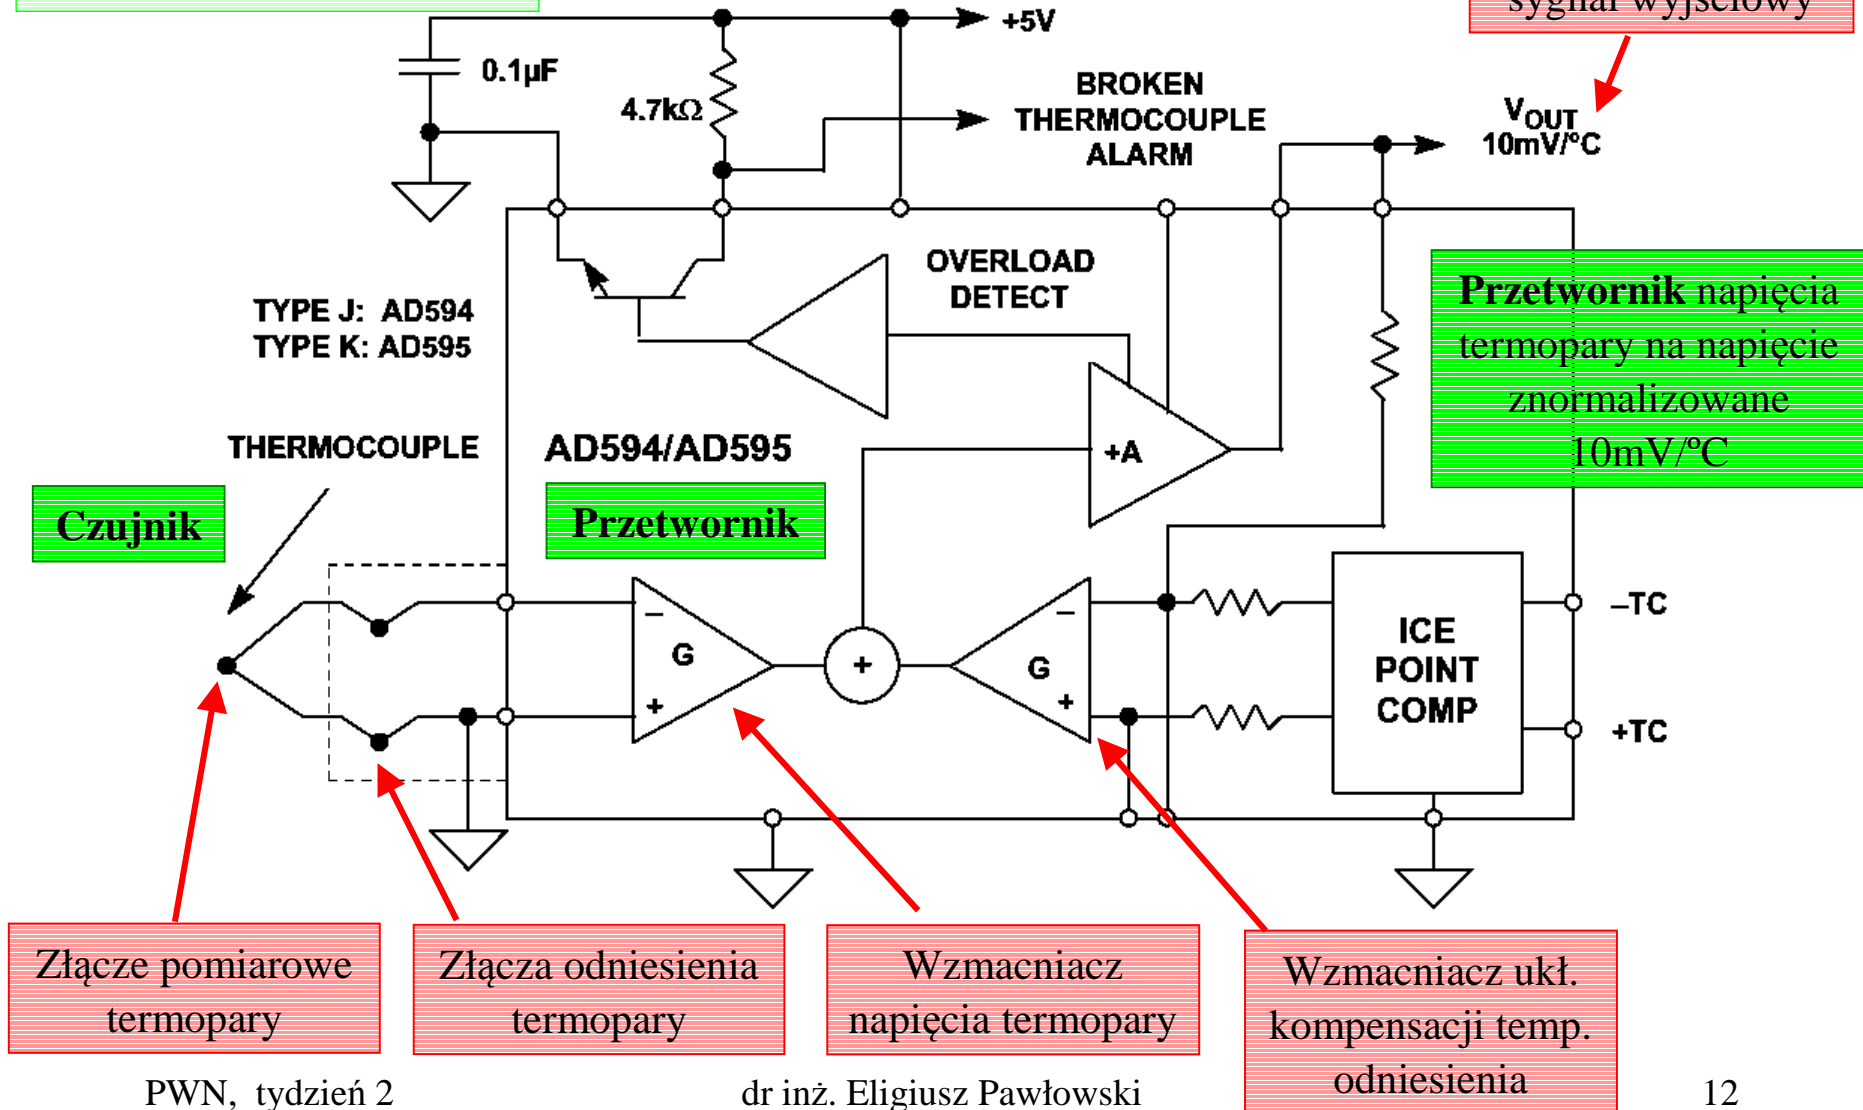 sygnał wyjściowy
+5V
0.1µF
4.7kΩ
BROKEN
THERMOCOUPLE
ALARM
VOUT
10mV/ºC
OVERLOAD
DETECT
TYPE J: AD594
TYPE K: AD595
Przetwornik napięcia
termopary na napięcie
znormalizowane
10mV/ºC
THERMOCOUPLE
AD594/AD595
+A
Czujnik
Przetwornik
–
G
+
+
–
G
+
ICE
POINT
COMP
–TC
+TC
Złącze pomiarowe
termopary
Złącza odniesienia
termopary
Wzmacniacz
napięcia termopary
Wzmacniacz ukł.
kompensacji temp.
odniesienia
PWN, tydzień 2
dr inż. Eligiusz Pawłowski
12